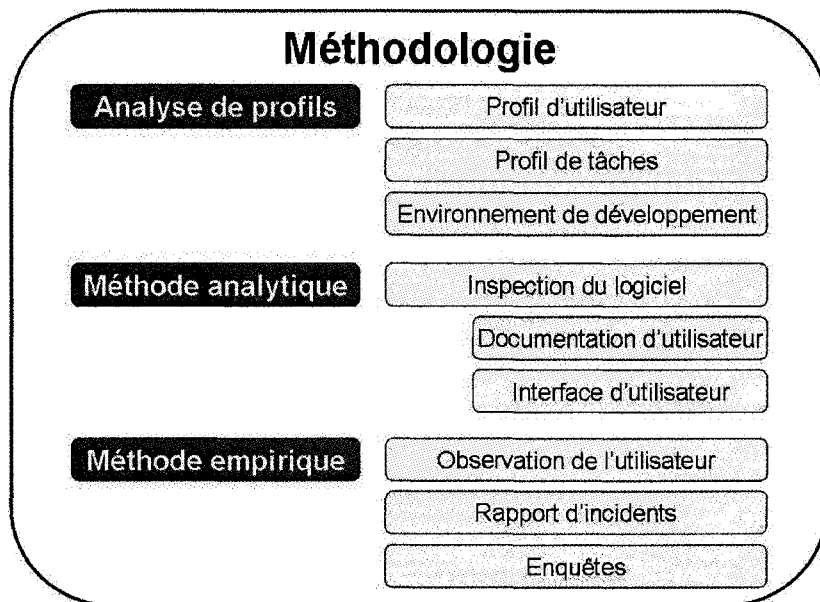 Méthodologie
Analyse de profils
Profil d'utilisateur
Profil de tâches
Environnement de développement
Méthode analytique
Inspection du logiciel
Documentation d'utilisateur
Interface d'utilisateur
Méthode empirique
Observation de l'utilisateur
Rapport d'incidents
Enquêtes